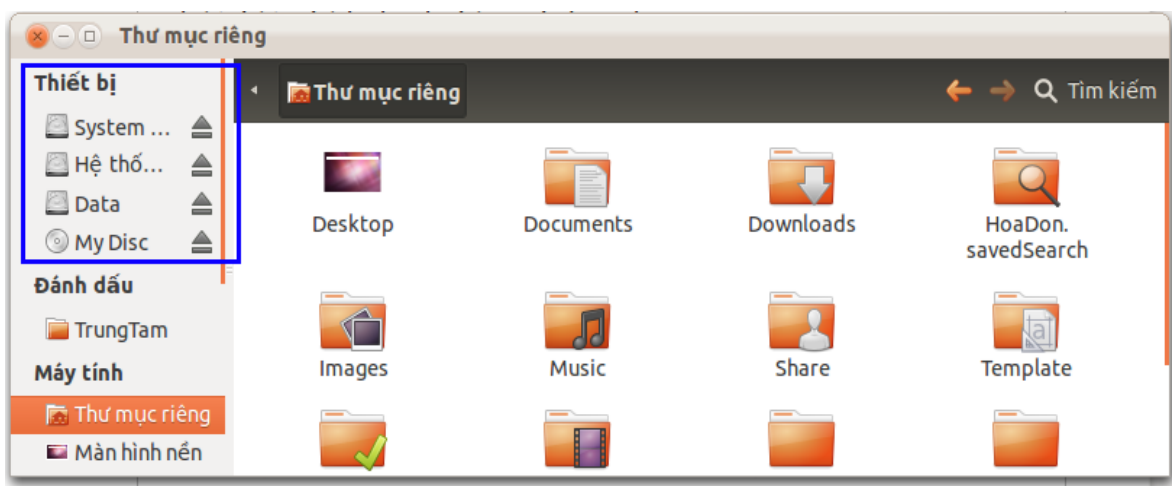 Thư mục riêng
Thiết bị
System ...
Hệ thố...
Data
My Disc
Đánh dấu
TrungTam
Máy tính
Thư mục riêng
Màn hình nền
Thư mục riêng
Tìm kiếm
Desktop
Documents
Downloads
HoaDon.
savedSearch
Images
Music
Share
Template